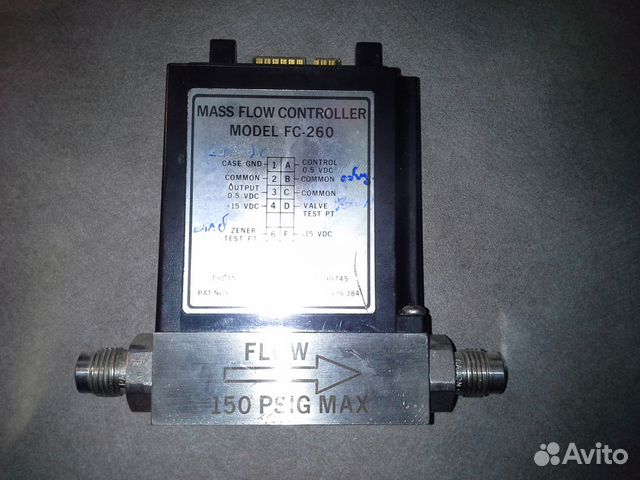 MASS FLOW CONTROLLER
MODEL FC-260
CASE GND 1 A CONTROL 0-5 VDC
COMMON 2 B COMMON
OUTPUT 0-5 VDC 3 C COMMON
+15 VDC 4 D VALVE TEST PT
ZENER TEST PT 6 F -15 VDC
PAT NO
FLOW
150 PSIG MAX
Avito